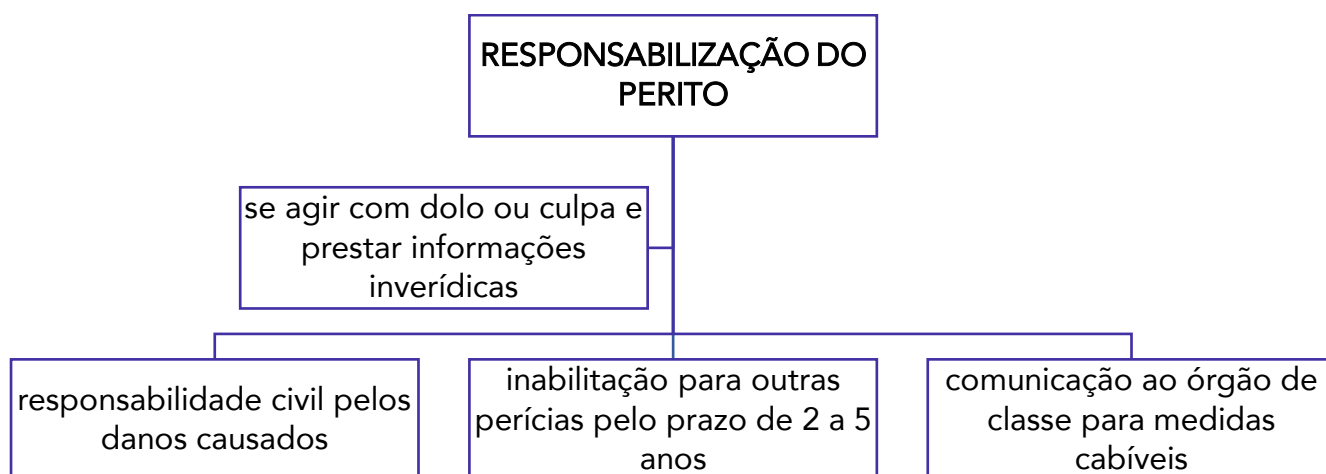 RESPONSABILIZAÇÃO DO
PERITO
se agir com dolo ou culpa e
prestar informações
inverídicas
responsabilidade civil pelos
danos causados
inabilitação para outras
perícias pelo prazo de 2 a 5
anos
comunicação ao órgão de
classe para medidas
cabíveis